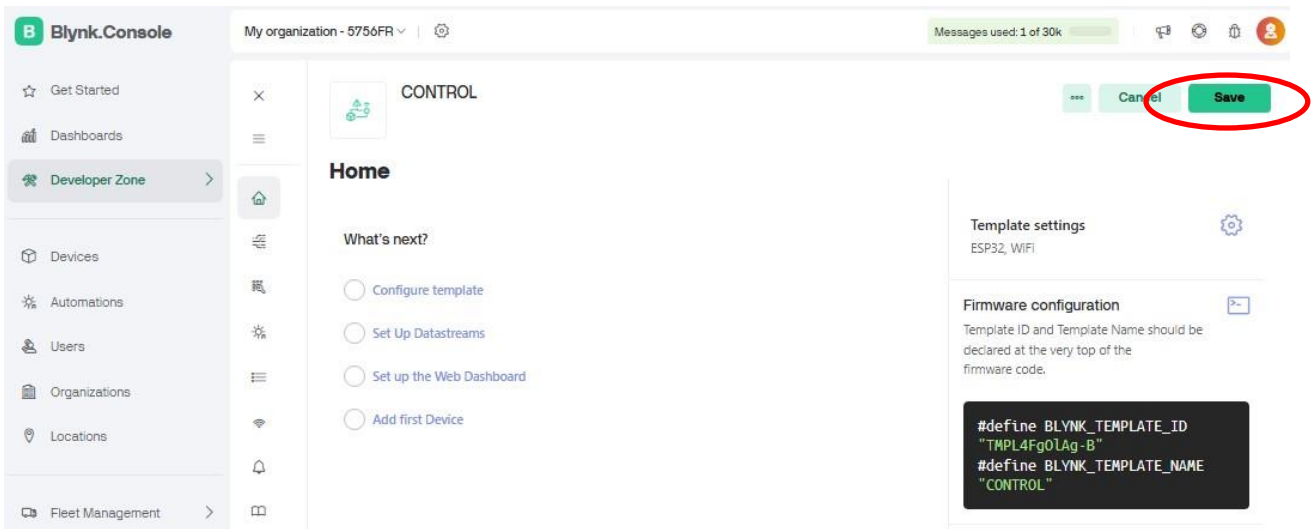 B Blynk.Console
My organization - 5756FR
Messages used: 1 of 30k
Get Started
Dashboards
Developer Zone
Devices
Automations
Users
Organizations
Locations
Fleet Management
CONTROL
Cancel
Save
Home
What's next?
Configure template
Set Up Datastreams
Set up the Web Dashboard
Add first Device
Template settings
ESP32, WiFi
Firmware configuration
Template ID and Template Name should be
declared at the very top of the
firmware code.
#define BLYNK_TEMPLATE_ID
"TMPL4FgOlAg-B"
#define BLYNK_TEMPLATE_NAME
"CONTROL"